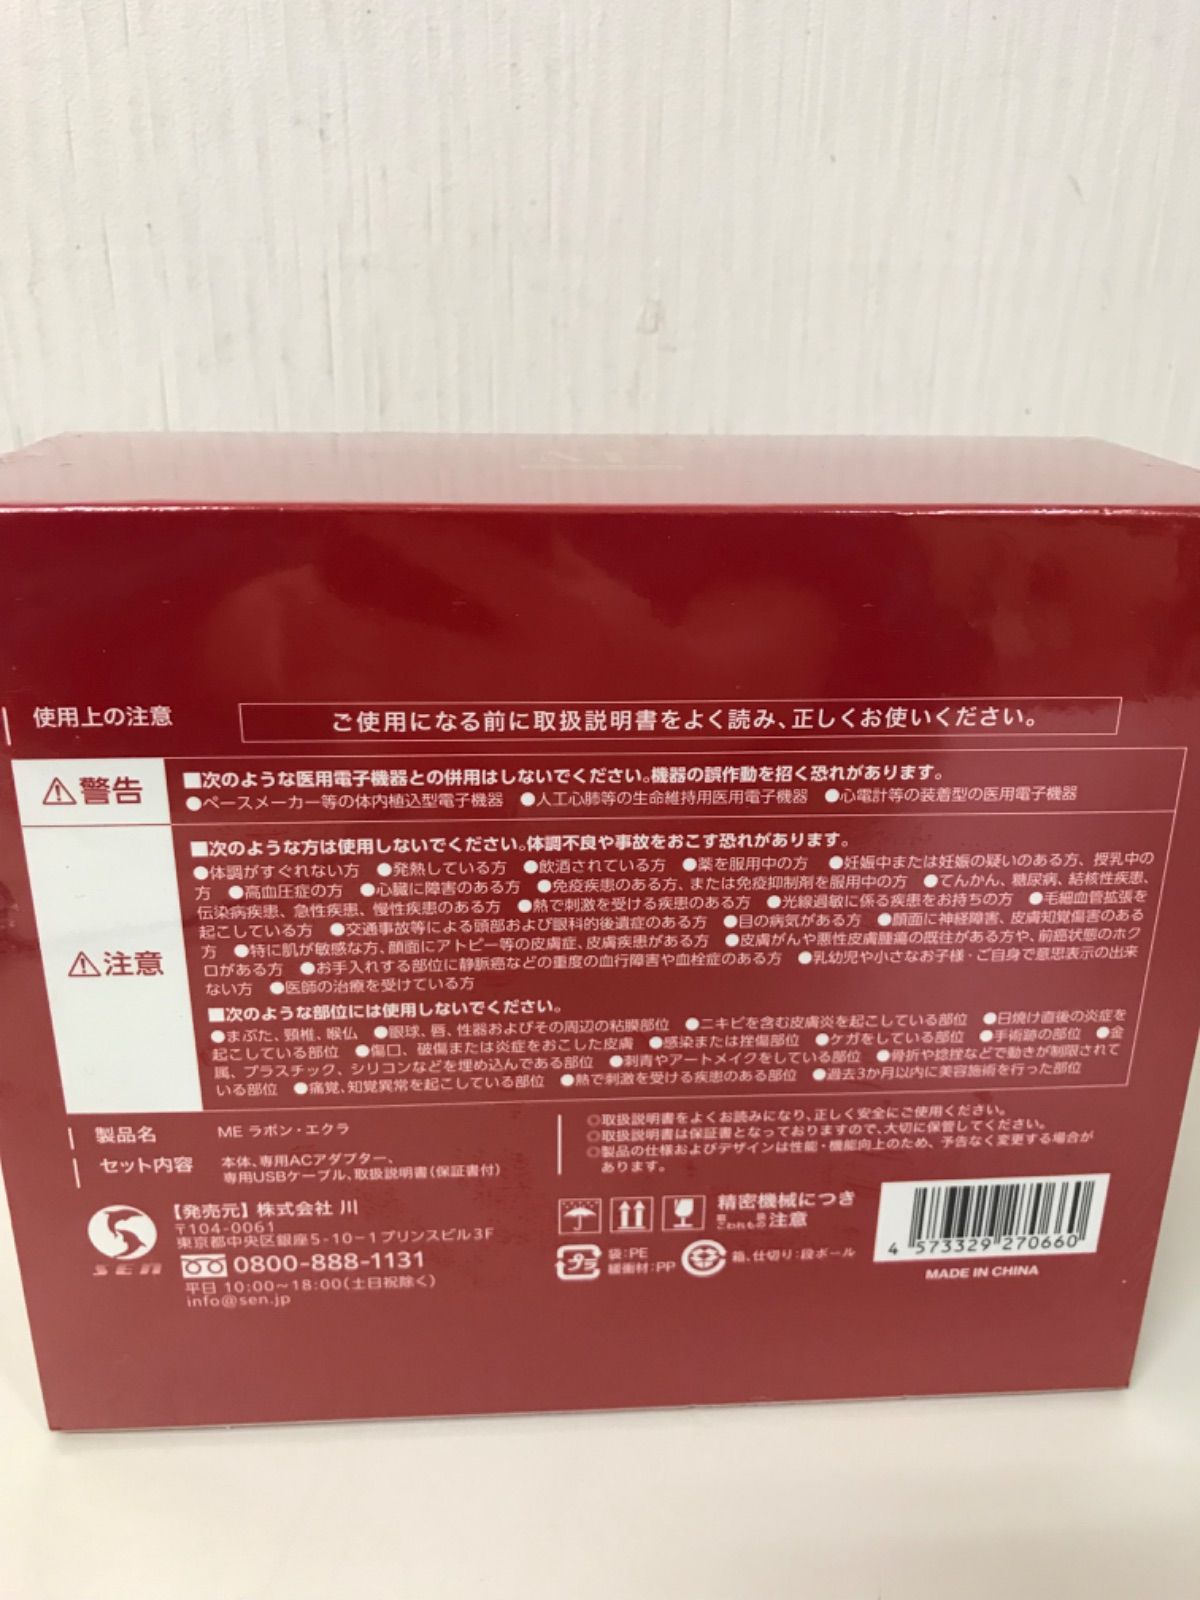 使用上の注意
ご使用になる前に取扱説明書をよく読み、正しくお使いください。
⚠警告
■次のような医用電子機器との併用はしないでください。機器の誤作動を招く恐れがあります。
●ペースメーカー等の体内植込型電子機器 ●人工心肺等の生命維持用医用電子機器 ●心電計等の装着型の医用電子機器
⚠注意
■次のような方は使用しないでください。体調不良や事故をおこす恐れがあります。
●体調がすぐれない方 ●発熱している方 ●飲酒されている方 ●薬を服用中の方 ●妊娠中または妊娠の疑いのある方、授乳中の
方 ●高血圧症の方 ●心臓に障害のある方 ●免疫疾患のある方、または免疫抑制剤を服用中の方 ●てんかん、糖尿病、結核性疾患、
伝染病疾患、急性疾患、慢性疾患のある方 ●熱で刺激を受ける疾患のある方 ●光線過敏に係る疾患をお持ちの方 ●毛細血管拡張を
起こしている方 ●交通事故等による頭部および眼科的後遺症のある方 ●目の病気がある方 ●顔面に神経障害、皮膚知覚傷害のある
方 ●特に肌が敏感な方、顔面にアトピー等の皮膚症、皮膚疾患がある方 ●皮膚がんや悪性皮膚腫瘍の既往がある方や、前癌状態のホク
ロがある方 ●お手入れする部位に静脈癌などの重度の血行障害や血栓症のある方 ●乳幼児や小さなお子様・ご自身で意思表示の出来
ない方 ●医師の治療を受けている方
■次のような部位には使用しないでください。
●まぶた、頸椎、喉仏 ●眼球、唇、性器およびその周辺の粘膜部位 ●ニキビを含む皮膚炎を起こしている部位 ●日焼け直後の炎症を
起こしている部位 ●傷口、破傷または炎症をおこした皮膚 ●感染または挫傷部位 ●ケガをしている部位 ●手術跡の部位 ●金
属、プラスチック、シリコンなどを埋め込んである部位 ●刺青やアートメイクをしている部位 ●骨折や捻挫などで動きが制限されて
いる部位 ●痛覚、知覚異常を起こしている部位 ●熱で刺激を受ける疾患のある部位 ●過去3か月以内に美容施術を行った部位
製品名 ME ラボン・エクラ
セット内容 本体、専用ACアダプター、
専用USBケーブル、取扱説明書(保証書付)
◎取扱説明書をよくお読みになり、正しく安全にご使用ください。
◎取扱説明書は保証書となっておりますので、大切に保管してください。
◎製品の仕様およびデザインは性能・機能向上のため、予告なく変更する場合が
あります。
SEN
【発売元】株式会社 川
〒104-0061
東京都中央区銀座5-10-1プリンスビル3F
0800-888-1131
平日 10:00~18:00(土日祝除く)
info@sen.jp
精密機械につき
こわれもの注意
プラ
袋:PE
緩衝材:PP
箱、仕切り:段ボール
4 573329 270660
MADE IN CHINA